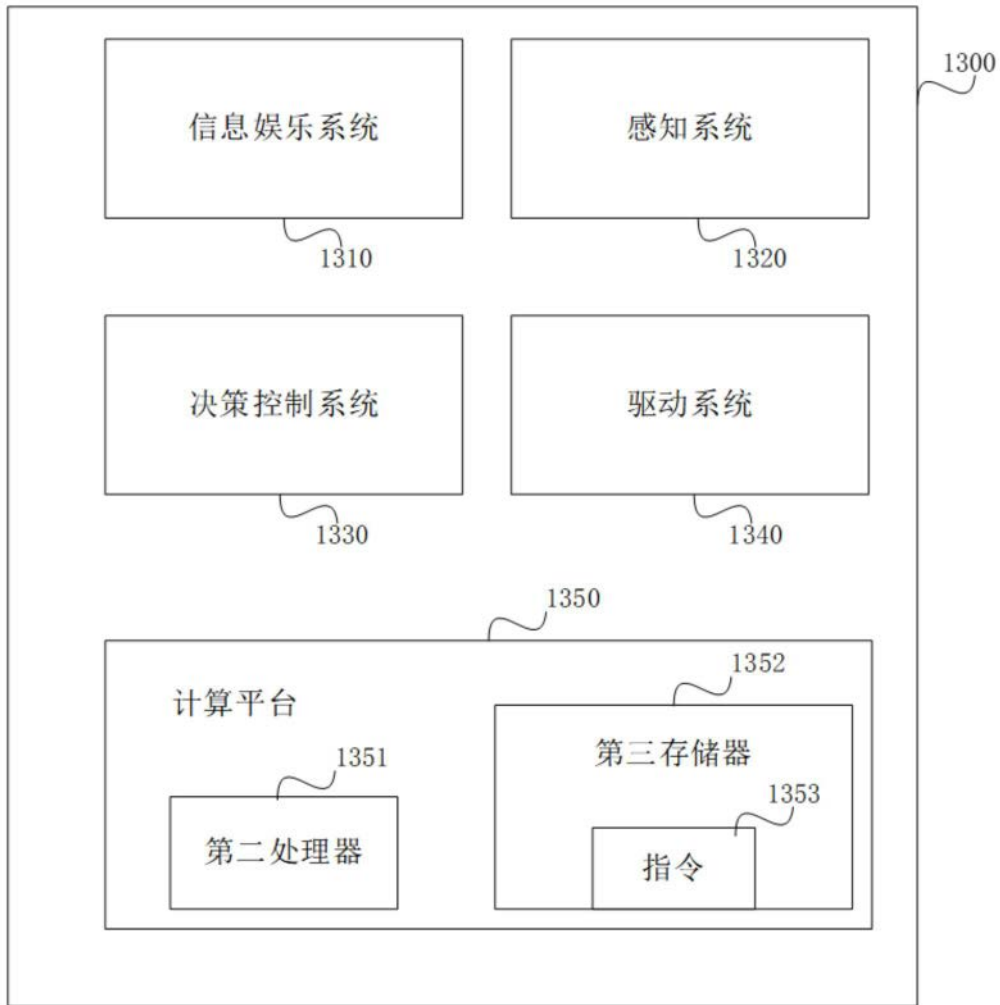 1300
信息娱乐系统
感知系统
1310
1320
决策控制系统
驱动系统
1330
1340
1350
计算平台
1352
第三存储器
1351
1353
第二处理器
指令